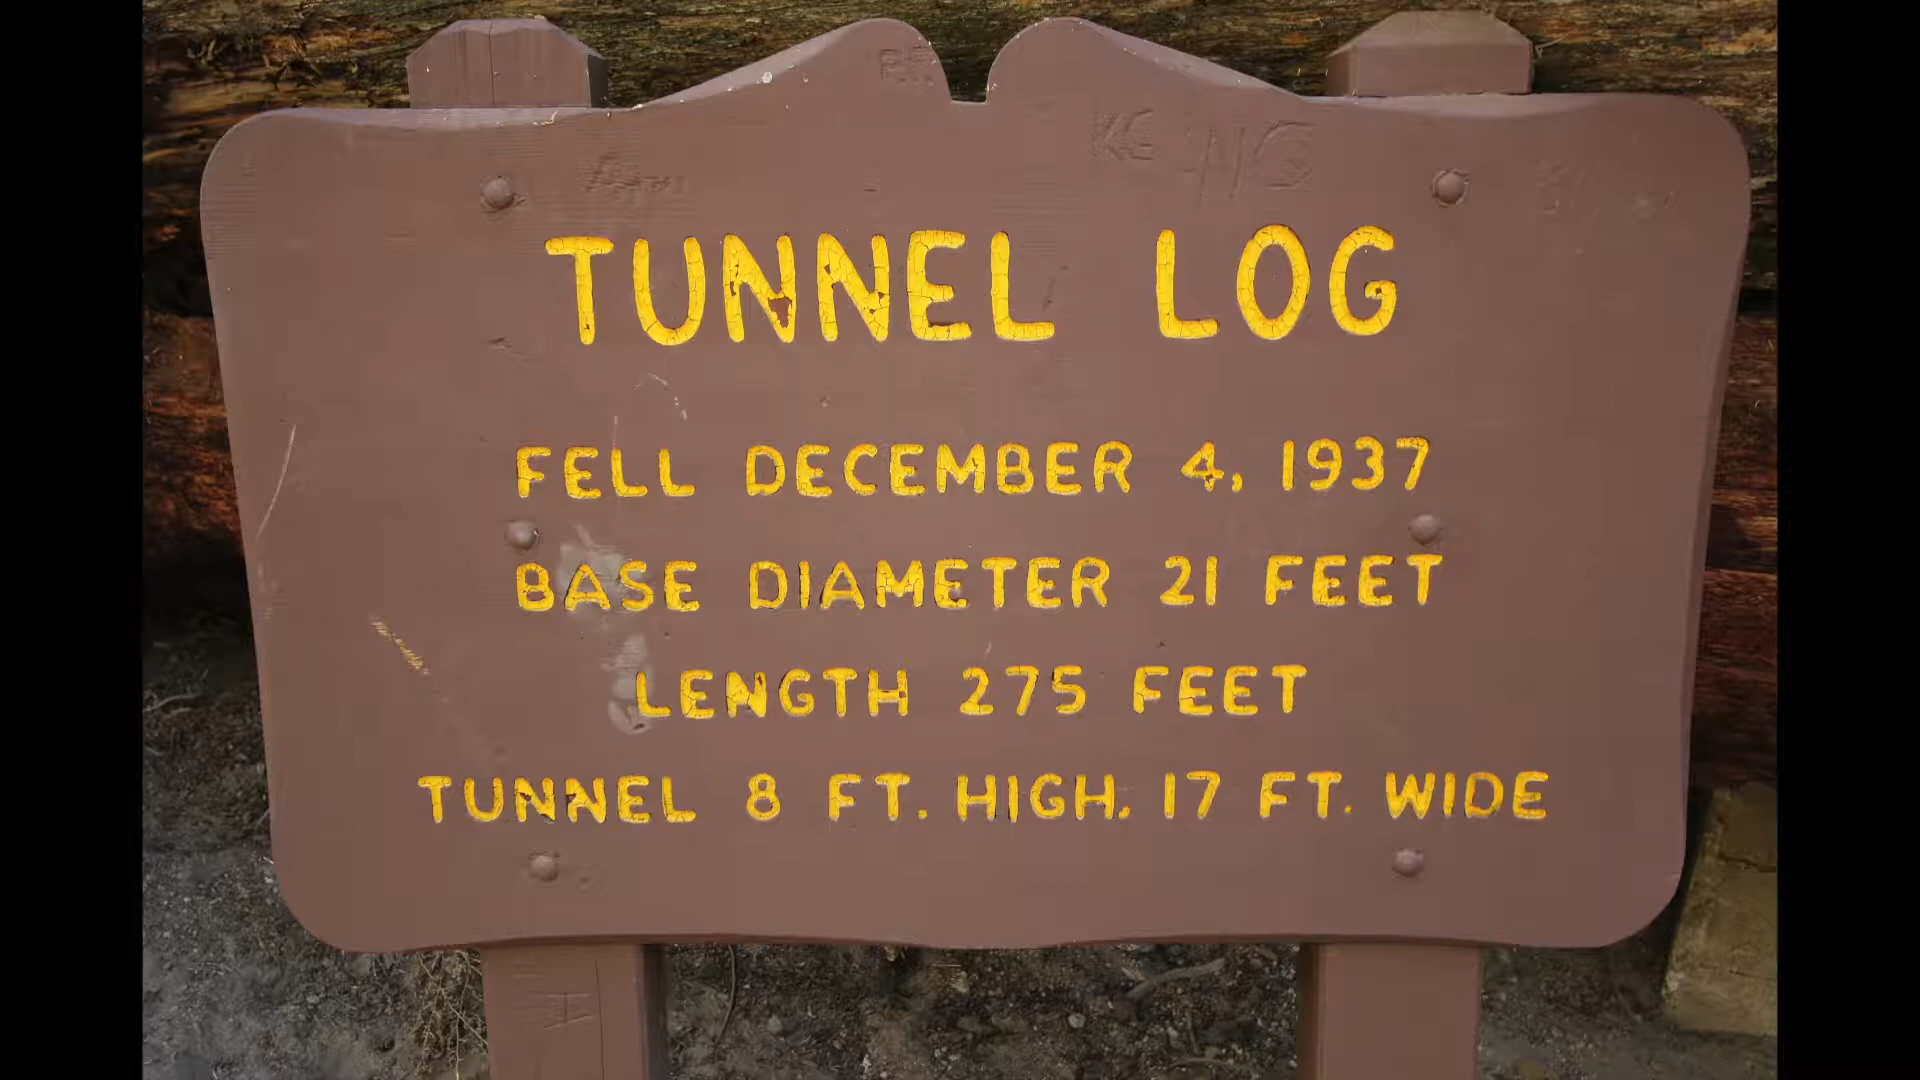 TUNNEL LOG
FELL DECEMBER 4, 1937
BASE DIAMETER 21 FEET
LENGTH 275 FEET
TUNNEL 8 FT. HIGH, 17 FT. WIDE